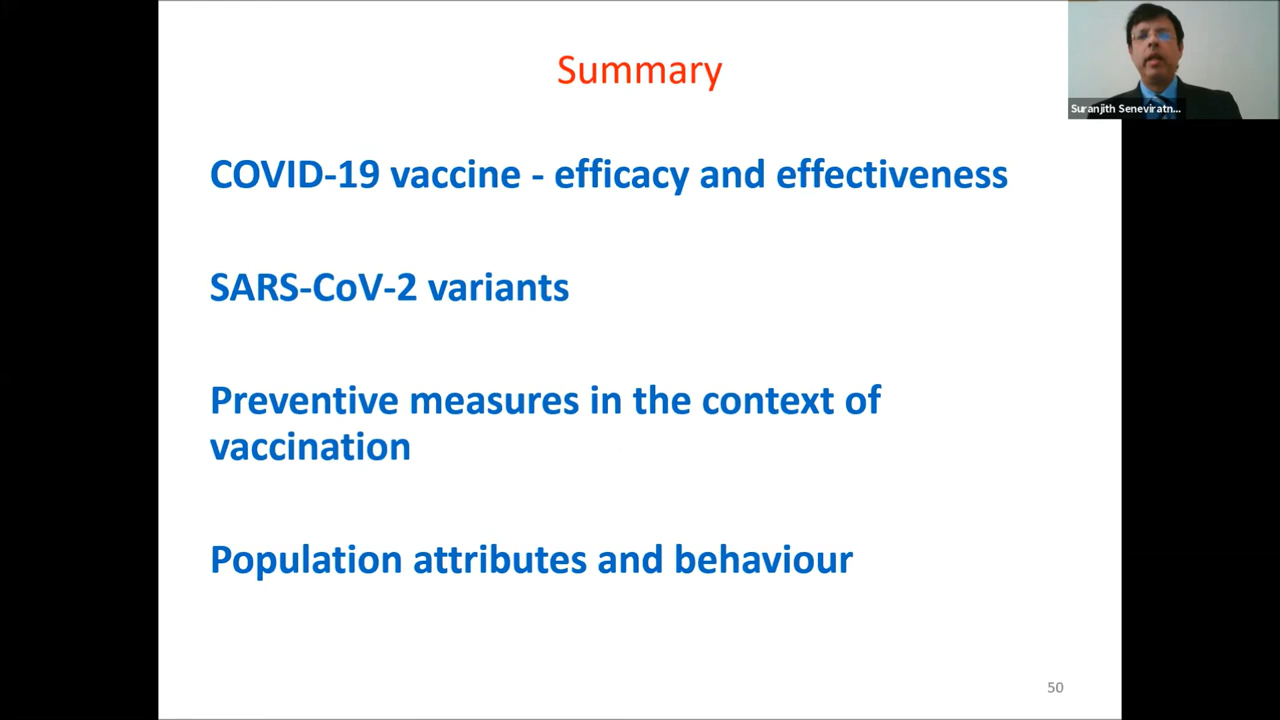 Summary
Suranjith Seneviratn...
COVID-19 vaccine - efficacy and effectiveness
SARS-CoV-2 variants
Preventive measures in the context of
vaccination
Population attributes and behaviour
50